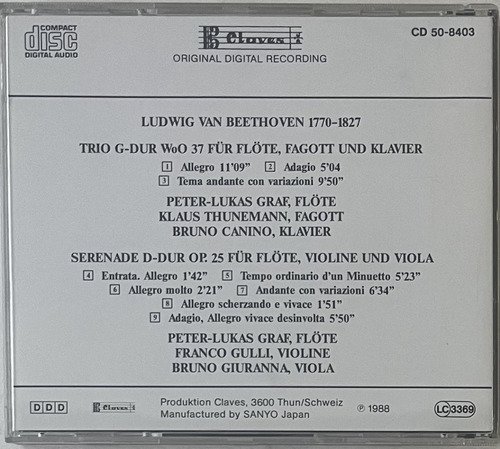 COMPACT
disc
DIGITAL AUDIO
Claves
CD 50-8403
ORIGINAL DIGITAL RECORDING
LUDWIG VAN BEETHOVEN 1770–1827
TRIO G-DUR WoO 37 FÜR FLÖTE, FAGOTT UND KLAVIER
1 Allegro 11'09” 2 Adagio 5'04
3 Tema andante con variazioni 9'50”
PETER-LUKAS GRAF, FLÖTE
KLAUS THUNEMANN, FAGOTT
BRUNO CANINO, KLAVIER
SERENADE D-DUR OP. 25 FÜR FLÖTE, VIOLINE UND VIOLA
4 Entrata. Allegro 1'42” 5 Tempo ordinario d'un Minuetto 5'23”
6 Allegro molto 2'21” 7 Andante con variazioni 6'34”
8 Allegro scherzando e vivace 1'51”
9 Adagio, Allegro vivace desinvolta 5'50”
PETER-LUKAS GRAF, FLÖTE
FRANCO GULLI, VIOLINE
BRUNO GIURANNA, VIOLA
DDD
Claves
Produktion Claves, 3600 Thun/Schweiz
Manufactured by SANYO Japan
℗ 1988
LC 3369